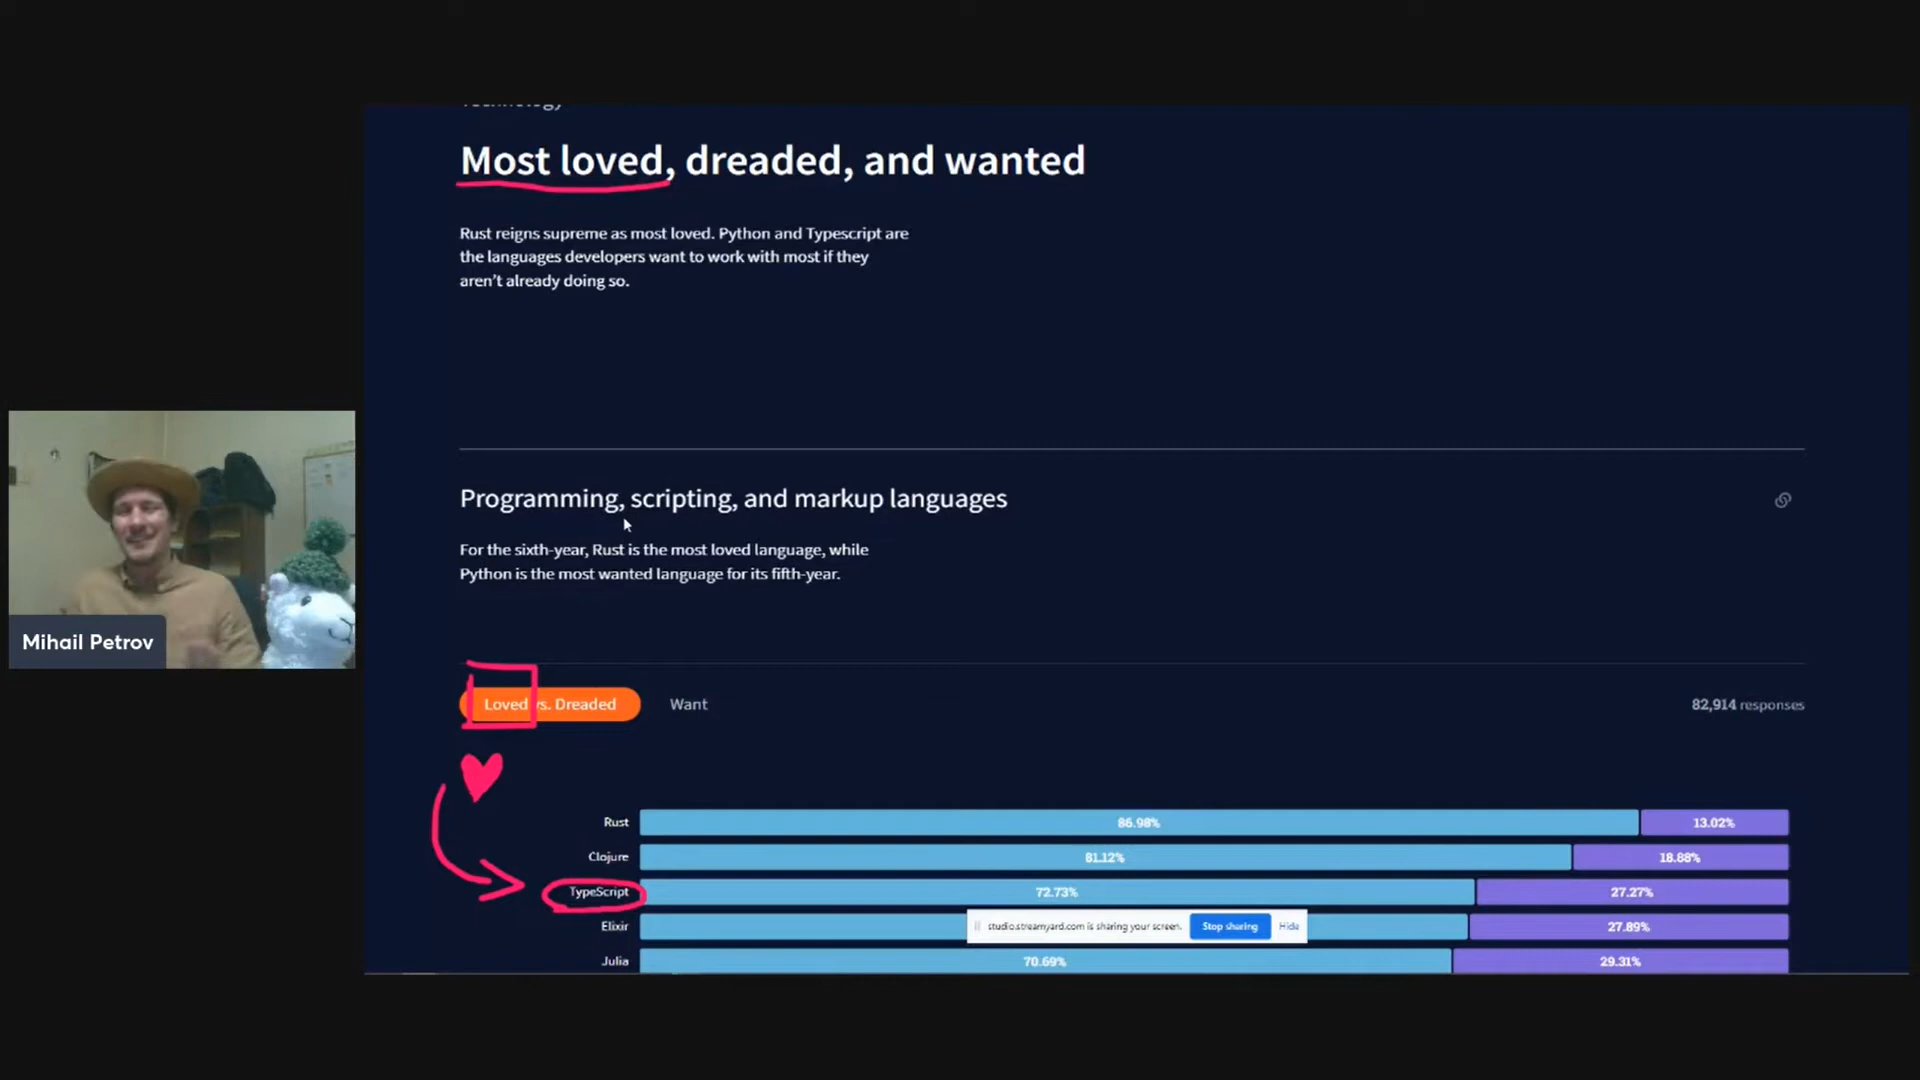 Technology
Most loved, dreaded, and wanted
Rust reigns supreme as most loved. Python and Typescript are
the languages developers want to work with most if they
aren't already doing so.
Programming, scripting, and markup languages
For the sixth-year, Rust is the most loved language, while
Python is the most wanted language for its fifth-year.
Mihail Petrov
Loved vs. Dreaded
Want
82,914 responses
Rust 86.98% 13.02%
Clojure 81.12% 18.88%
TypeScript 72.73% 27.27%
Elixir 27.89%
studio.streamyard.com is sharing your screen. Stop sharing Hide
Julia 70.69% 29.31%